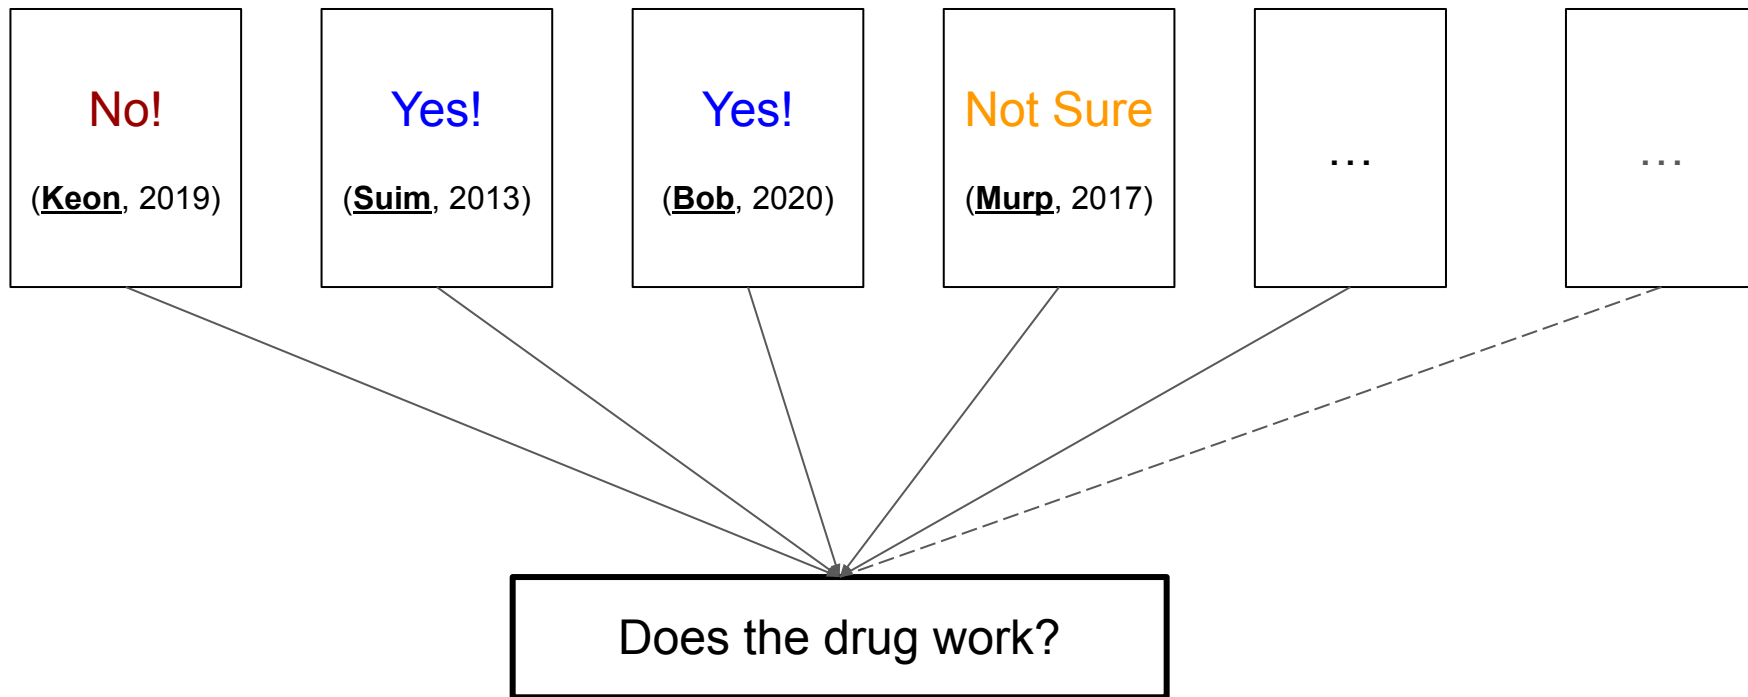 No!
(Keon, 2019)
Yes!
(Suim, 2013)
Yes!
(Bob, 2020)
Not Sure
(Murp, 2017)
...
...
Does the drug work?